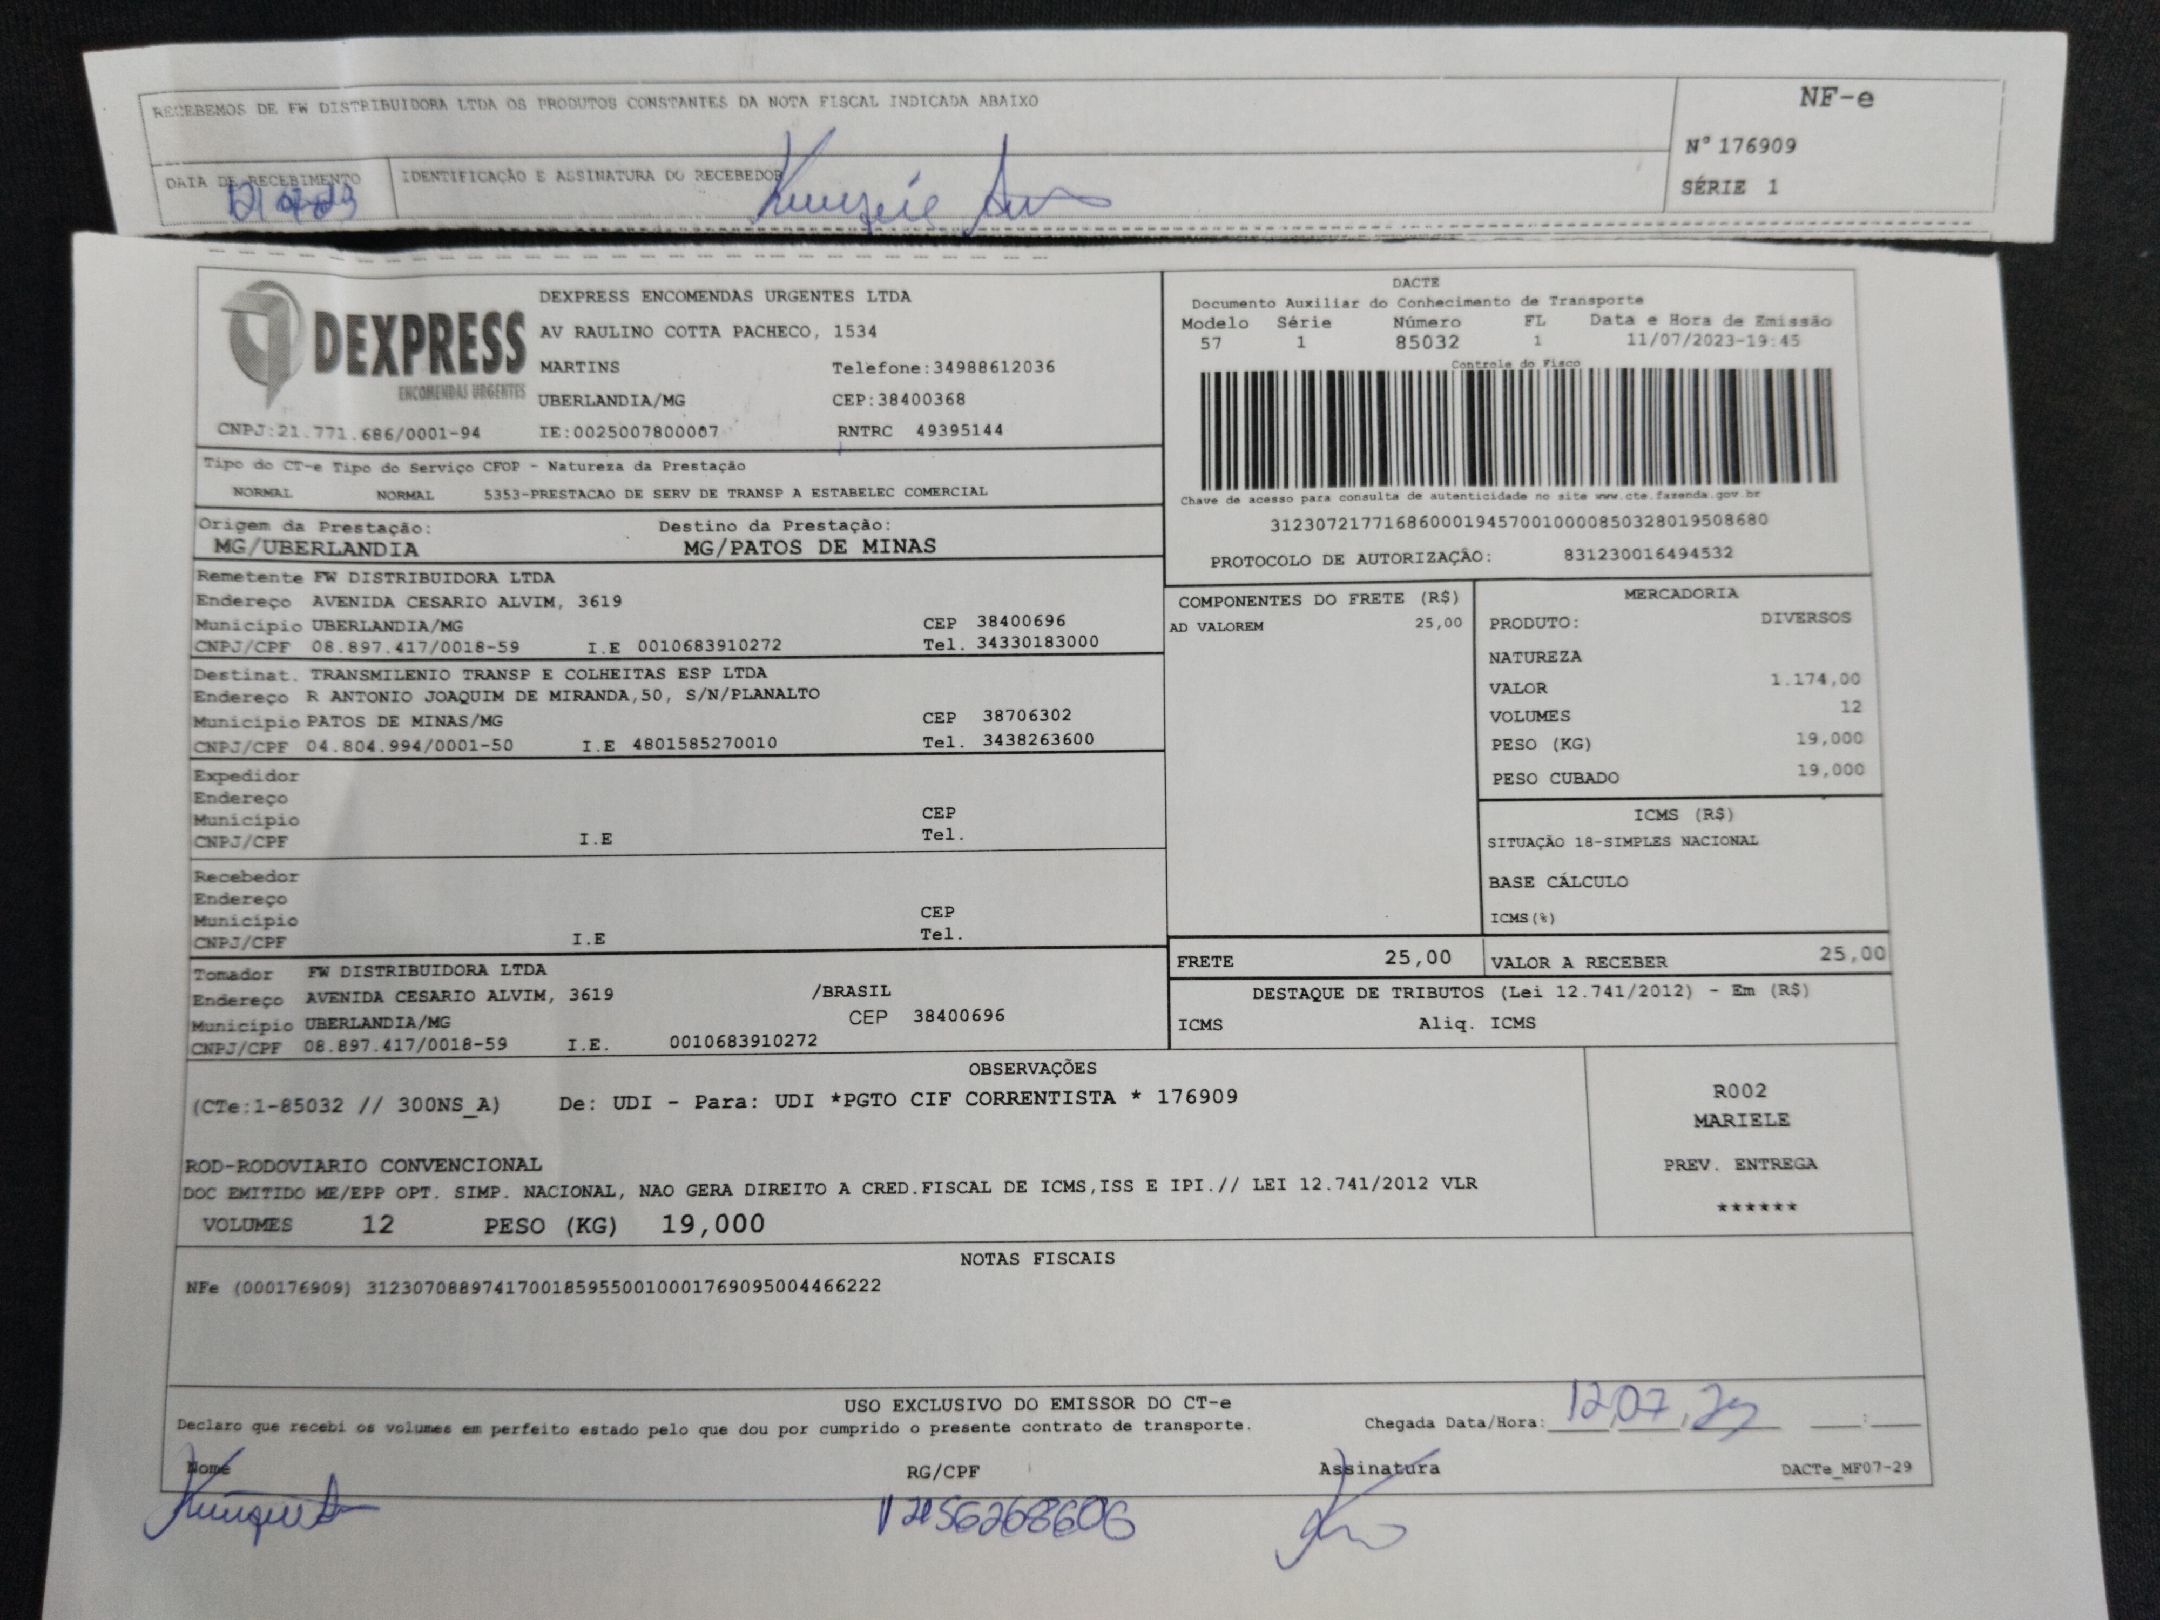 RECEBEMOS DE FW DISTRIBUIDORA LTDA OS PRODUTOS CONSTANTES DA NOTA FISCAL INDICADA ABAIXO
NF-e
Nº 176909
SÉRIE 1
DATA DE RECEBIMENTO
IDENTIFICAÇÃO E ASSINATURA DO RECEBEDOR
DEXPRESS
ENCOMENDAS URGENTES
DEXPRESS ENCOMENDAS URGENTES LTDA
AV RAULINO COTTA PACHECO, 1534
MARTINS Telefone:34988612036
UBERLANDIA/MG CEP:38400368
CNPJ:21.771.686/0001-94 IE:0025007800007 RNTRC 49395144
DACTE
Documento Auxiliar do Conhecimento de Transporte
Modelo Série Número FL Data e Hora de Emissão
57 1 85032 1 11/07/2023-19:45
Controle do Fisco
Chave de acesso para consulta de autenticidade no site www.cte.fazenda.gov.br
31230721771686000194570010000850328019508680
PROTOCOLO DE AUTORIZAÇÃO: 831230016494532
Tipo do CT-e Tipo do Serviço CFOP - Natureza da Prestação
NORMAL NORMAL 5353-PRESTACAO DE SERV DE TRANSP A ESTABELEC COMERCIAL
Origem da Prestação: Destino da Prestação:
MG/UBERLANDIA MG/PATOS DE MINAS
Remetente FW DISTRIBUIDORA LTDA
Endereço AVENIDA CESARIO ALVIM, 3619
Município UBERLANDIA/MG CEP 38400696
CNPJ/CPF 08.897.417/0018-59 I.E 0010683910272 Tel. 34330183000
Destinat. TRANSMILENIO TRANSP E COLHEITAS ESP LTDA
Endereço R ANTONIO JOAQUIM DE MIRANDA,50, S/N/PLANALTO
Município PATOS DE MINAS/MG CEP 38706302
CNPJ/CPF 04.804.994/0001-50 I.E 4801585270010 Tel. 3438263600
Expedidor
Endereço
Município CEP
CNPJ/CPF I.E Tel.
Recebedor
Endereço
Município CEP
CNPJ/CPF I.E Tel.
Tomador FW DISTRIBUIDORA LTDA
Endereço AVENIDA CESARIO ALVIM, 3619 /BRASIL
Município UBERLANDIA/MG CEP 38400696
CNPJ/CPF 08.897.417/0018-59 I.E. 0010683910272
COMPONENTES DO FRETE (R$)
AD VALOREM 25,00
MERCADORIA
PRODUTO: DIVERSOS
NATUREZA
VALOR 1.174,00
VOLUMES 12
PESO (KG) 19,000
PESO CUBADO 19,000
ICMS (R$)
SITUAÇÃO 18-SIMPLES NACIONAL
BASE CÁLCULO
ICMS(%)
FRETE 25,00 VALOR A RECEBER 25,00
DESTAQUE DE TRIBUTOS (Lei 12.741/2012) - Em (R$)
ICMS Aliq. ICMS
OBSERVAÇÕES
(CTe:1-85032 // 300NS_A) De: UDI - Para: UDI *PGTO CIF CORRENTISTA * 176909
ROD-RODOVIARIO CONVENCIONAL
DOC EMITIDO ME/EPP OPT. SIMP. NACIONAL, NAO GERA DIREITO A CRED.FISCAL DE ICMS,ISS E IPI.// LEI 12.741/2012 VLR
VOLUMES 12 PESO (KG) 19,000
R002
MARIELE
PREV. ENTREGA
******
NOTAS FISCAIS
NFe (000176909) 31230708897417001859550010001769095004466222
USO EXCLUSIVO DO EMISSOR DO CT-e
Declaro que recebi os volumes em perfeito estado pelo que dou por cumprido o presente contrato de transporte.
Chegada Data/Hora: 12,07,23 :
Nome RG/CPF Assinatura DACTe_MF07-29